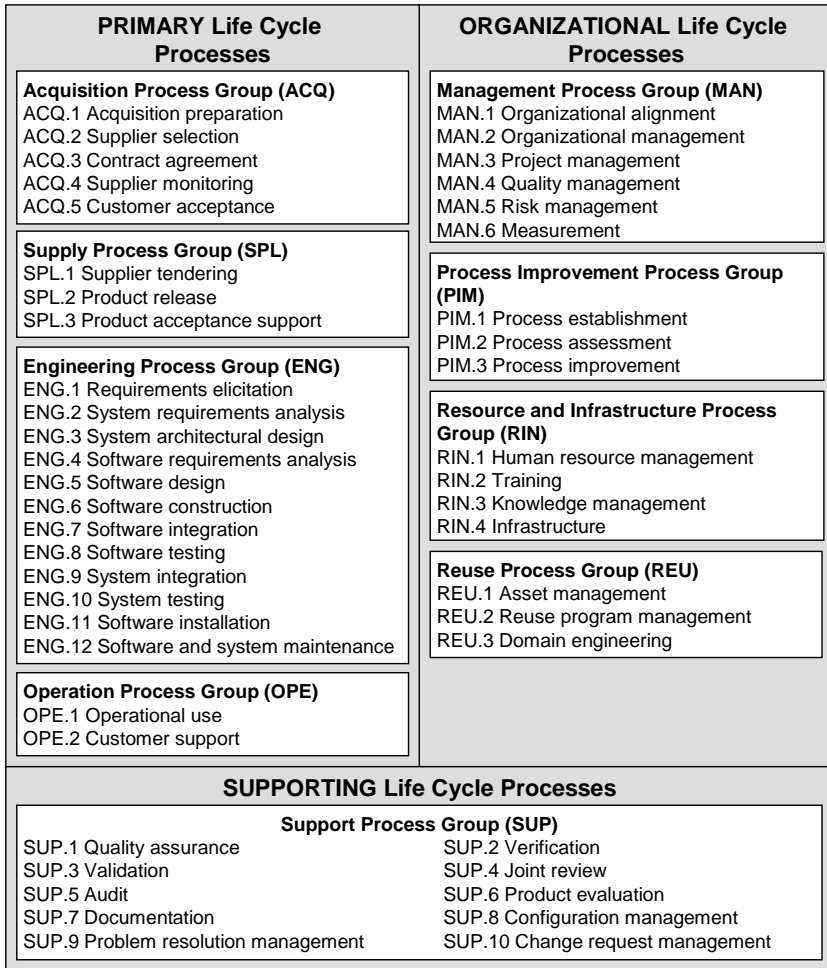 PRIMARY Life Cycle
Processes
Acquisition Process Group (ACQ)
ACQ.1 Acquisition preparation
ACQ.2 Supplier selection
ACQ.3 Contract agreement
ACQ.4 Supplier monitoring
ACQ.5 Customer acceptance
Supply Process Group (SPL)
SPL.1 Supplier tendering
SPL.2 Product release
SPL.3 Product acceptance support
Engineering Process Group (ENG)
ENG.1 Requirements elicitation
ENG.2 System requirements analysis
ENG.3 System architectural design
ENG.4 Software requirements analysis
ENG.5 Software design
ENG.6 Software construction
ENG.7 Software integration
ENG.8 Software testing
ENG.9 System integration
ENG.10 System testing
ENG.11 Software installation
ENG.12 Software and system maintenance
Operation Process Group (OPE)
OPE.1 Operational use
OPE.2 Customer support
ORGANIZATIONAL Life Cycle
Processes
Management Process Group (MAN)
MAN.1 Organizational alignment
MAN.2 Organizational management
MAN.3 Project management
MAN.4 Quality management
MAN.5 Risk management
MAN.6 Measurement
Process Improvement Process Group
(PIM)
PIM.1 Process establishment
PIM.2 Process assessment
PIM.3 Process improvement
Resource and Infrastructure Process
Group (RIN)
RIN.1 Human resource management
RIN.2 Training
RIN.3 Knowledge management
RIN.4 Infrastructure
Reuse Process Group (REU)
REU.1 Asset management
REU.2 Reuse program management
REU.3 Domain engineering
SUPPORTING Life Cycle Processes
Support Process Group (SUP)
SUP.1 Quality assurance SUP.2 Verification
SUP.3 Validation SUP.4 Joint review
SUP.5 Audit SUP.6 Product evaluation
SUP.7 Documentation SUP.8 Configuration management
SUP.9 Problem resolution management SUP.10 Change request management